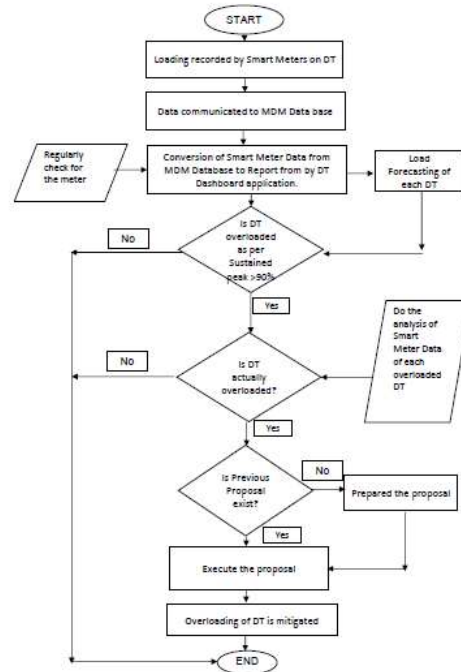 START
Loading recorded by Smart Meters on DT
Data communicated to MDM Data base
Regularly
check for
the meter
Conversion of Smart Meter Data from
MDM Database to Report from by DT
Dashboard application.
Load
Forecasting of
each DT
No
Is DT
overloaded
as per
Sustained
peak >90%
Yes
Do the
analysis of
Smart
Meter Data
of each
overloaded
DT
No
Is DT
actually
overloaded?
Yes
Is Previous
Proposal
exist?
No
Prepared the proposal
Yes
Execute the proposal
Overloading of DT is mitigated
END